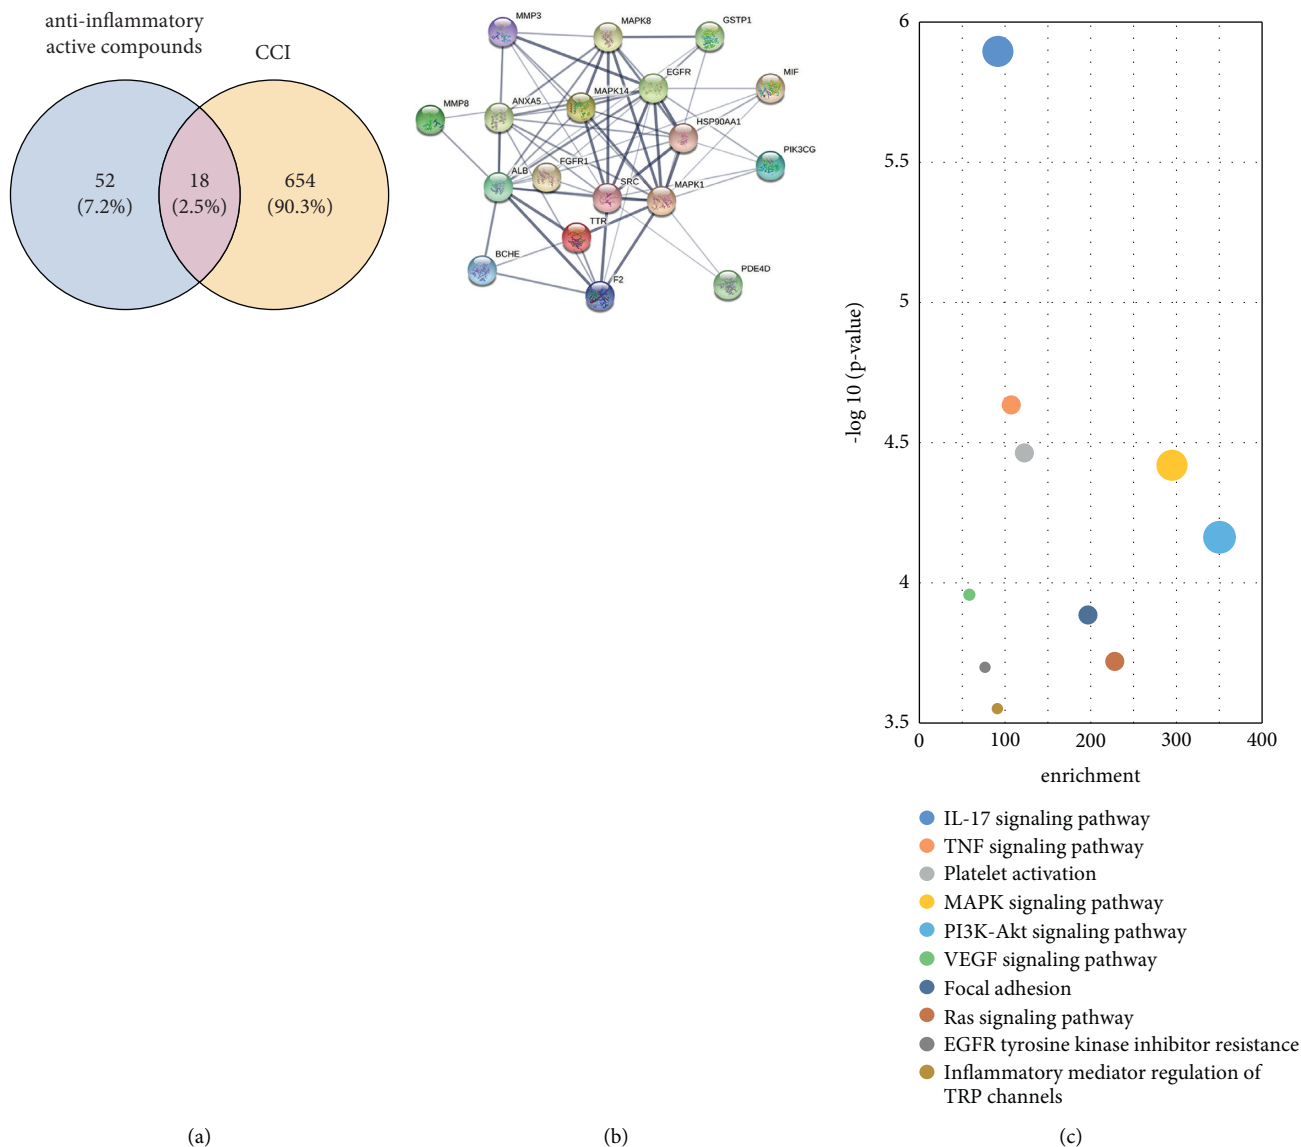 anti-inflammatory
active compounds
CCI
52
(7.2%)
18
(2.5%)
654
(90.3%)
(a)
MMP3
MAPK8
GSTP1
EGFR
MIF
MAPK14
MMP8
ANXA5
HSP90AA1
PIK3CG
FGFR1
ALB
SRC
MAPK1
TTR
BCHE
F2
PDE4D
(b)
6
5.5
5
4.5
4
3.5
-log 10 (p-value)
0
100
200
300
400
enrichment
IL-17 signaling pathway
TNF signaling pathway
Platelet activation
MAPK signaling pathway
PI3K-Akt signaling pathway
VEGF signaling pathway
Focal adhesion
Ras signaling pathway
EGFR tyrosine kinase inhibitor resistance
Inflammatory mediator regulation of
TRP channels
(c)